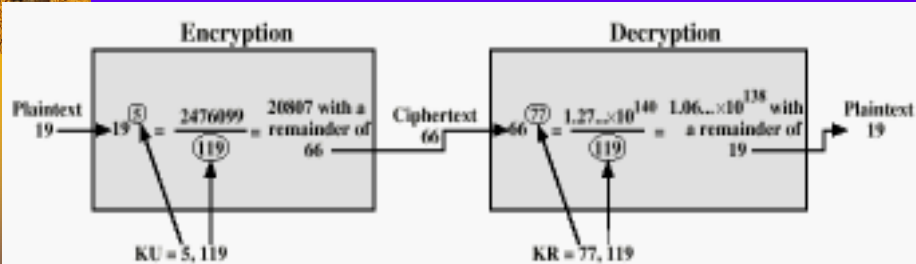 Encryption
Decryption
Plaintext
19
19^5 = 2476099 / 119 = 20807 with a remainder of 66
Ciphertext
66
66^77 = 1.27...×10^140 / 119 = 1.06...×10^138 with a remainder of 19
Plaintext
19
KU = 5, 119
KR = 77, 119